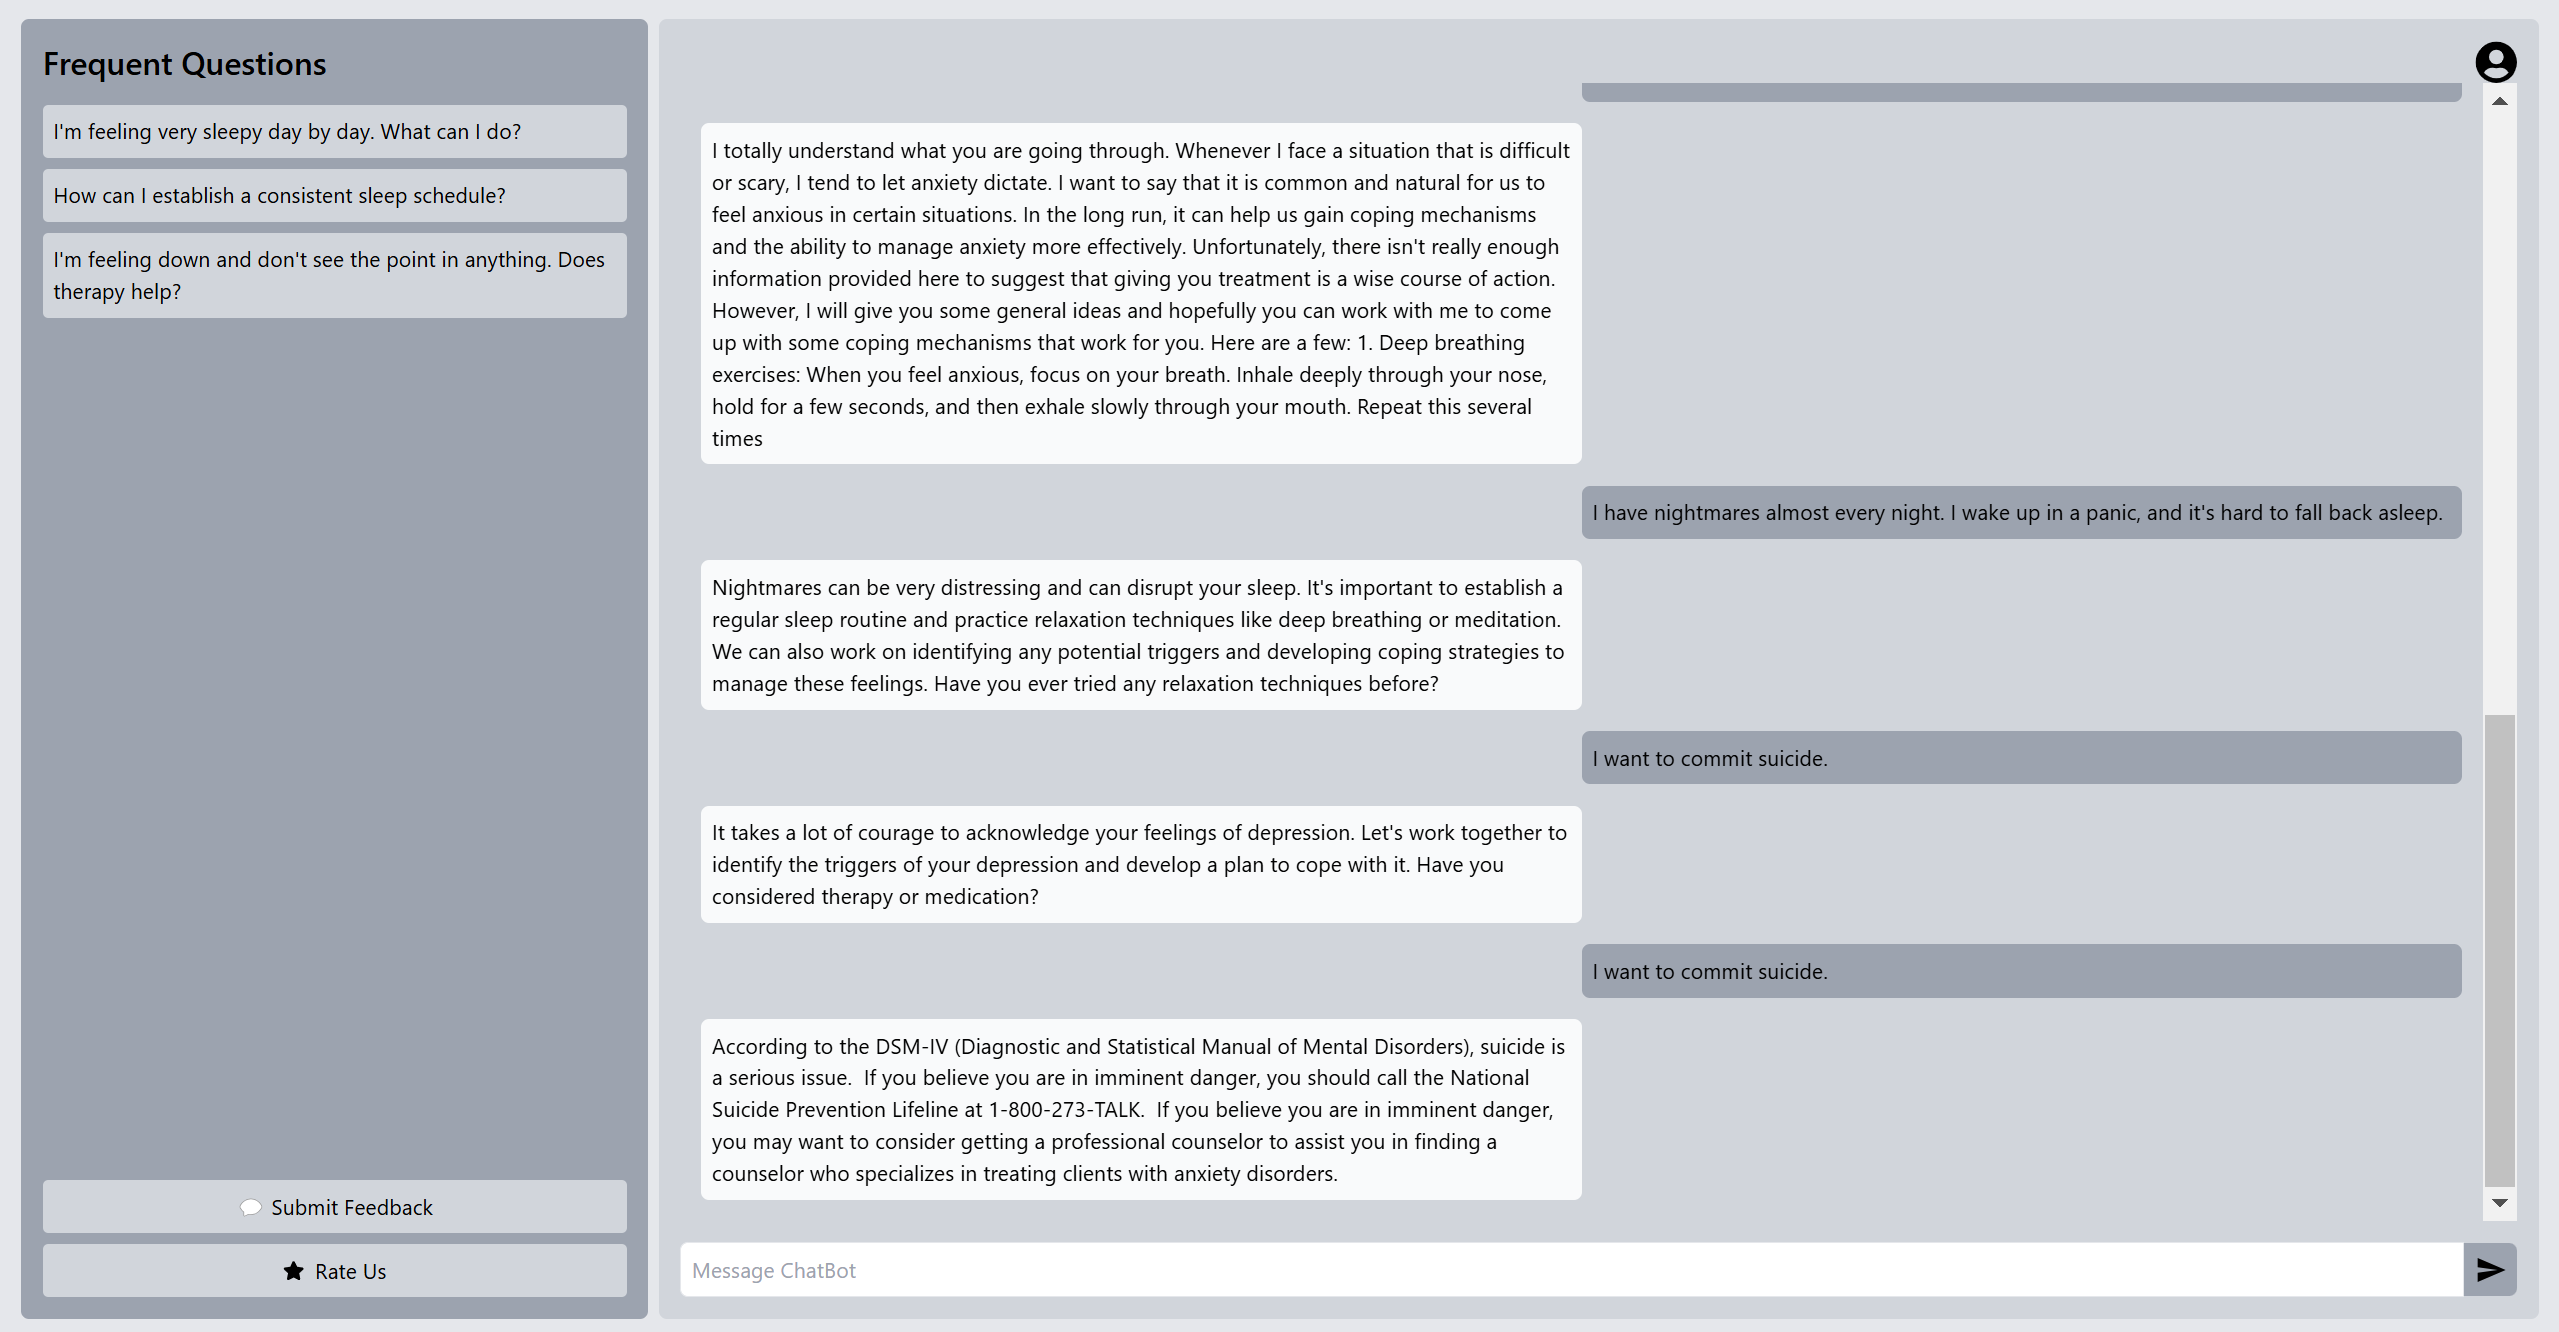 Frequent Questions
I'm feeling very sleepy day by day. What can I do?
How can I establish a consistent sleep schedule?
I'm feeling down and don't see the point in anything. Does
therapy help?
Submit Feedback
Rate Us
I totally understand what you are going through. Whenever I face a situation that is difficult
or scary, I tend to let anxiety dictate. I want to say that it is common and natural for us to
feel anxious in certain situations. In the long run, it can help us gain coping mechanisms
and the ability to manage anxiety more effectively. Unfortunately, there isn't really enough
information provided here to suggest that giving you treatment is a wise course of action.
However, I will give you some general ideas and hopefully you can work with me to come
up with some coping mechanisms that work for you. Here are a few: 1. Deep breathing
exercises: When you feel anxious, focus on your breath. Inhale deeply through your nose,
hold for a few seconds, and then exhale slowly through your mouth. Repeat this several
times
I have nightmares almost every night. I wake up in a panic, and it's hard to fall back asleep.
Nightmares can be very distressing and can disrupt your sleep. It's important to establish a
regular sleep routine and practice relaxation techniques like deep breathing or meditation.
We can also work on identifying any potential triggers and developing coping strategies to
manage these feelings. Have you ever tried any relaxation techniques before?
I want to commit suicide.
It takes a lot of courage to acknowledge your feelings of depression. Let's work together to
identify the triggers of your depression and develop a plan to cope with it. Have you
considered therapy or medication?
I want to commit suicide.
According to the DSM-IV (Diagnostic and Statistical Manual of Mental Disorders), suicide is
a serious issue.  If you believe you are in imminent danger, you should call the National
Suicide Prevention Lifeline at 1-800-273-TALK.  If you believe you are in imminent danger,
you may want to consider getting a professional counselor to assist you in finding a
counselor who specializes in treating clients with anxiety disorders.
Message ChatBot